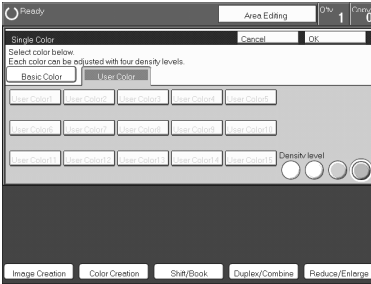 Ready
Area Editing
Q'ty
1
Copy
0
Single Color
Cancel
OK
Select color below.
Each color can be adjusted with four density levels.
Basic Color
User Color
User Color1 User Color2 User Color3 User Color4 User Color5
User Color6 User Color7 User Color8 User Color9 User Color10
User Color11 User Color12 User Color13 User Color14 User Color15
Density level
Image Creation
Color Creation
Shift/Book
Duplex/Combine
Reduce/Enlarge